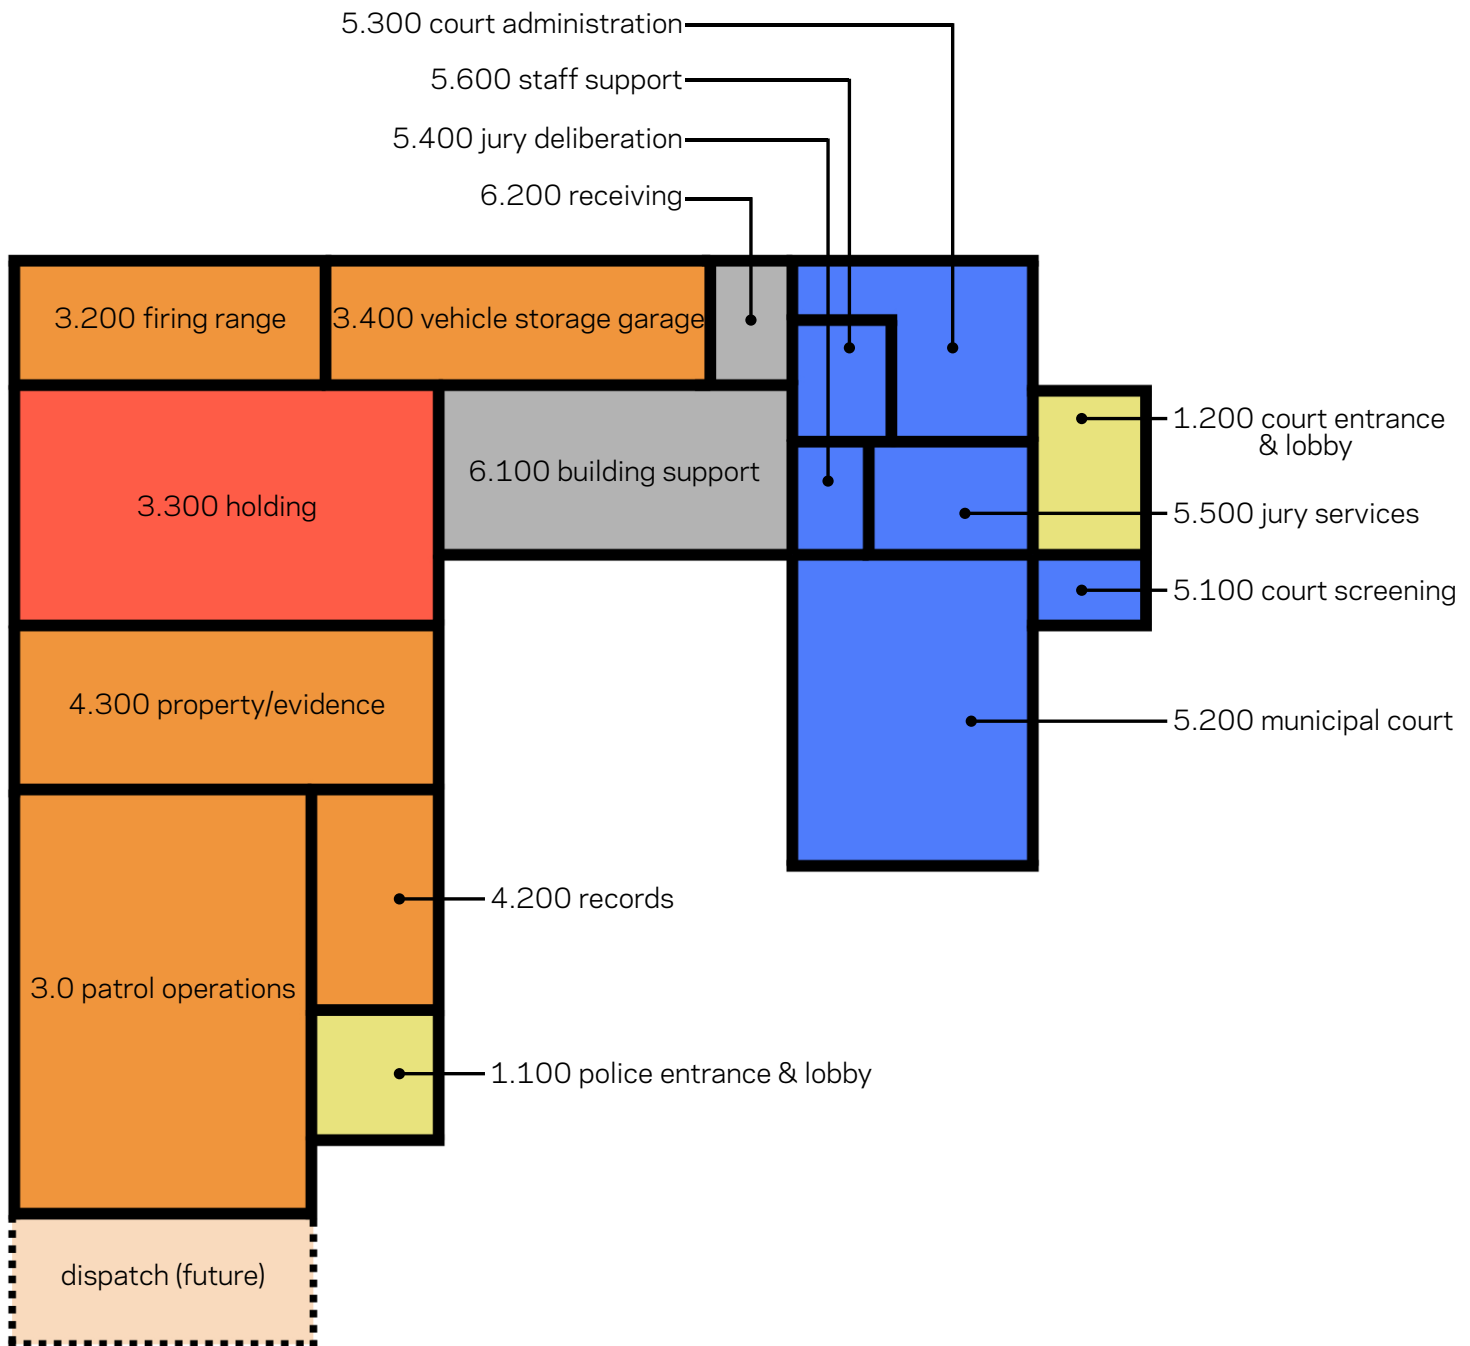 5.300 court administration
5.600 staff support
5.400 jury deliberation
6.200 receiving
3.200 firing range
3.400 vehicle storage garage
1.200 court entrance
& lobby
6.100 building support
3.300 holding
5.500 jury services
5.100 court screening
4.300 property/evidence
5.200 municipal court
4.200 records
3.0 patrol operations
1.100 police entrance & lobby
dispatch (future)